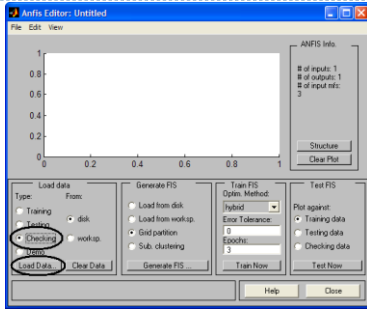 Anfis Editor: Untitled
File Edit View
ANFIS Info.
# of inputs: 1
# of outputs: 1
# of input mfs:
3
Structure
Clear Plot
1
0.8
0.6
0.4
0.2
0
0 0.2 0.4 0.6 0.8 1
Load data
Type: From:
Training
Testing
Checking
Demo
disk
worksp.
Load Data... Clear Data
Generate FIS
Load from disk
Load from worksp.
Grid partition
Sub. clustering
Generate FIS ...
Train FIS
Optim. Method:
hybrid
Error Tolerance:
0
Epochs:
3
Train Now
Test FIS
Plot against:
Training data
Testing data
Checking data
Test Now
Help Close